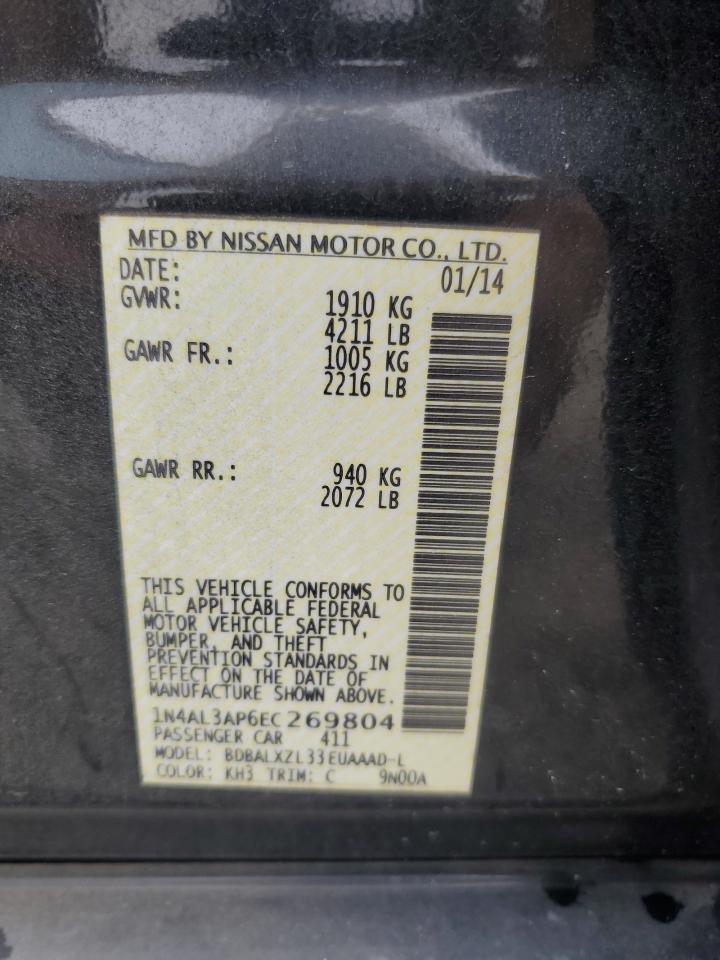 MFD BY NISSAN MOTOR CO., LTD.
DATE: 01/14
GVWR: 1910 KG
4211 LB
GAWR FR.: 1005 KG
2216 LB
GAWR RR.: 940 KG
2072 LB
THIS VEHICLE CONFORMS TO
ALL APPLICABLE FEDERAL
MOTOR VEHICLE SAFETY,
BUMPER, AND THEFT
PREVENTION STANDARDS IN
EFFECT ON THE DATE OF
MANUFACTURE SHOWN ABOVE.
1N4AL3AP6EC269804
PASSENGER CAR 411
MODEL: BDBALXZL33EUAAAD-L
COLOR: KH3 TRIM: C 9N00A